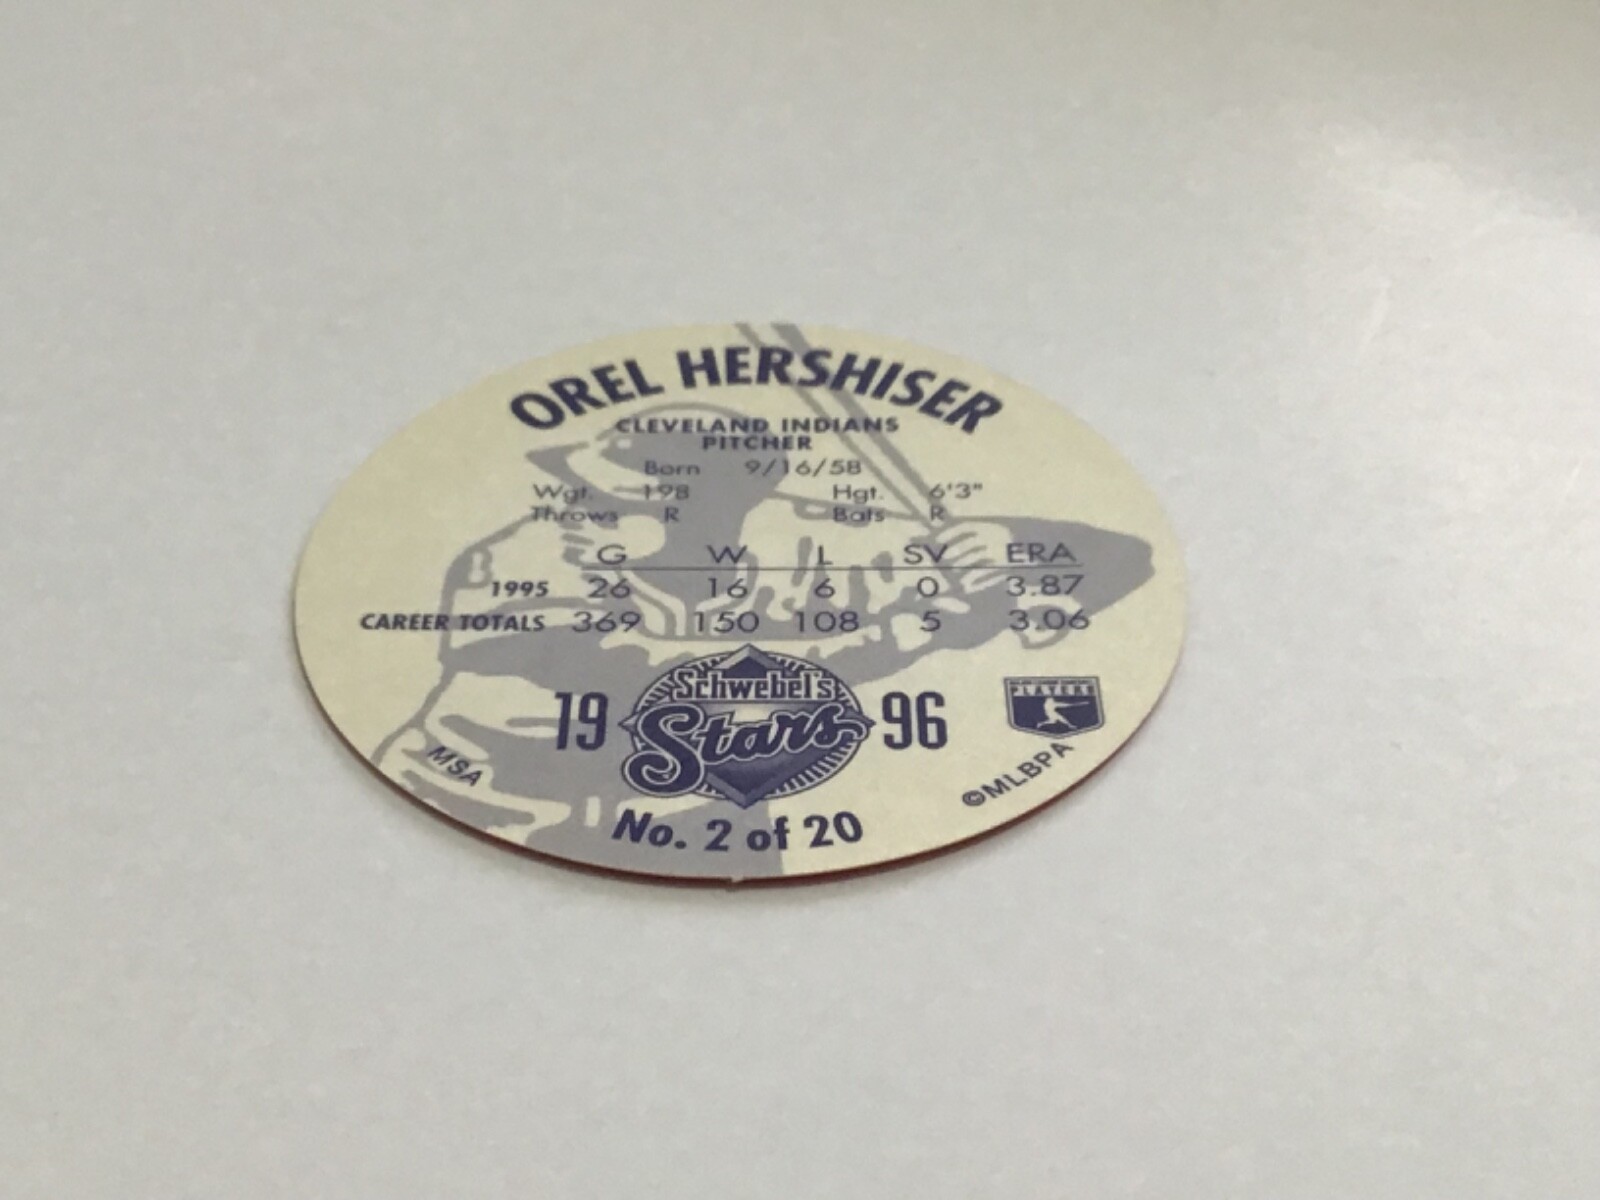 OREL HERSHISER
CLEVELAND INDIANS
PITCHER
Born 9/16/58
Wgt. 198 Hgt. 6'3"
Throws R Bats R
G W L SV ERA
1995 26 16 6 0 3.87
CAREER TOTALS 369 150 108 5 3.06
19 Schwebel's Stars 96
PLAYERS
MSA
©MLBPA
No. 2 of 20